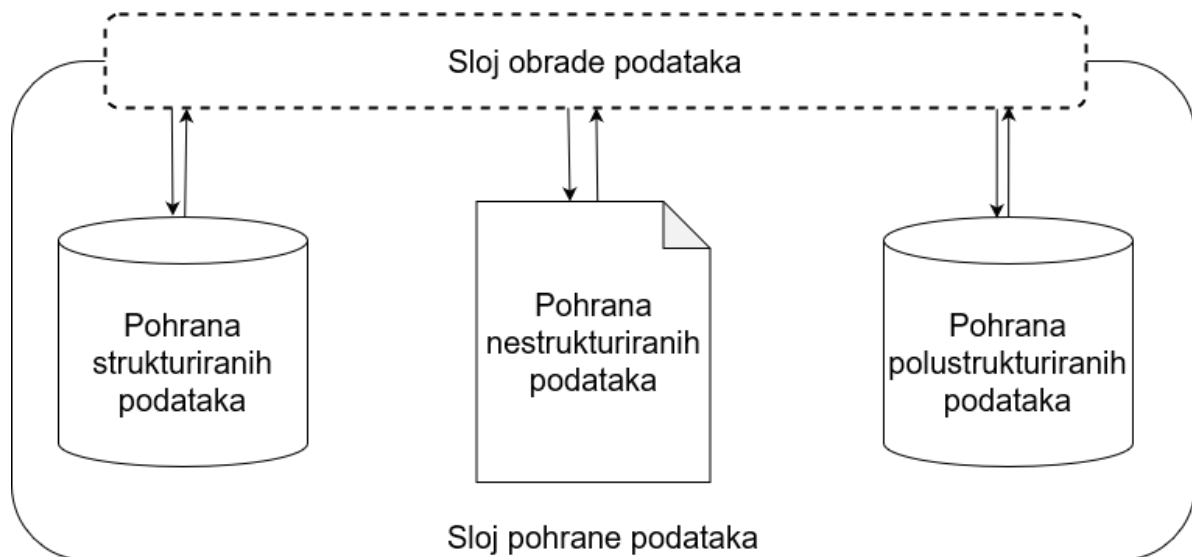 Sloj obrade podataka
Pohrana
strukturiranih
podataka
Pohrana
nestrukturiranih
podataka
Pohrana
polustrukturiranih
podataka
Sloj pohrane podataka